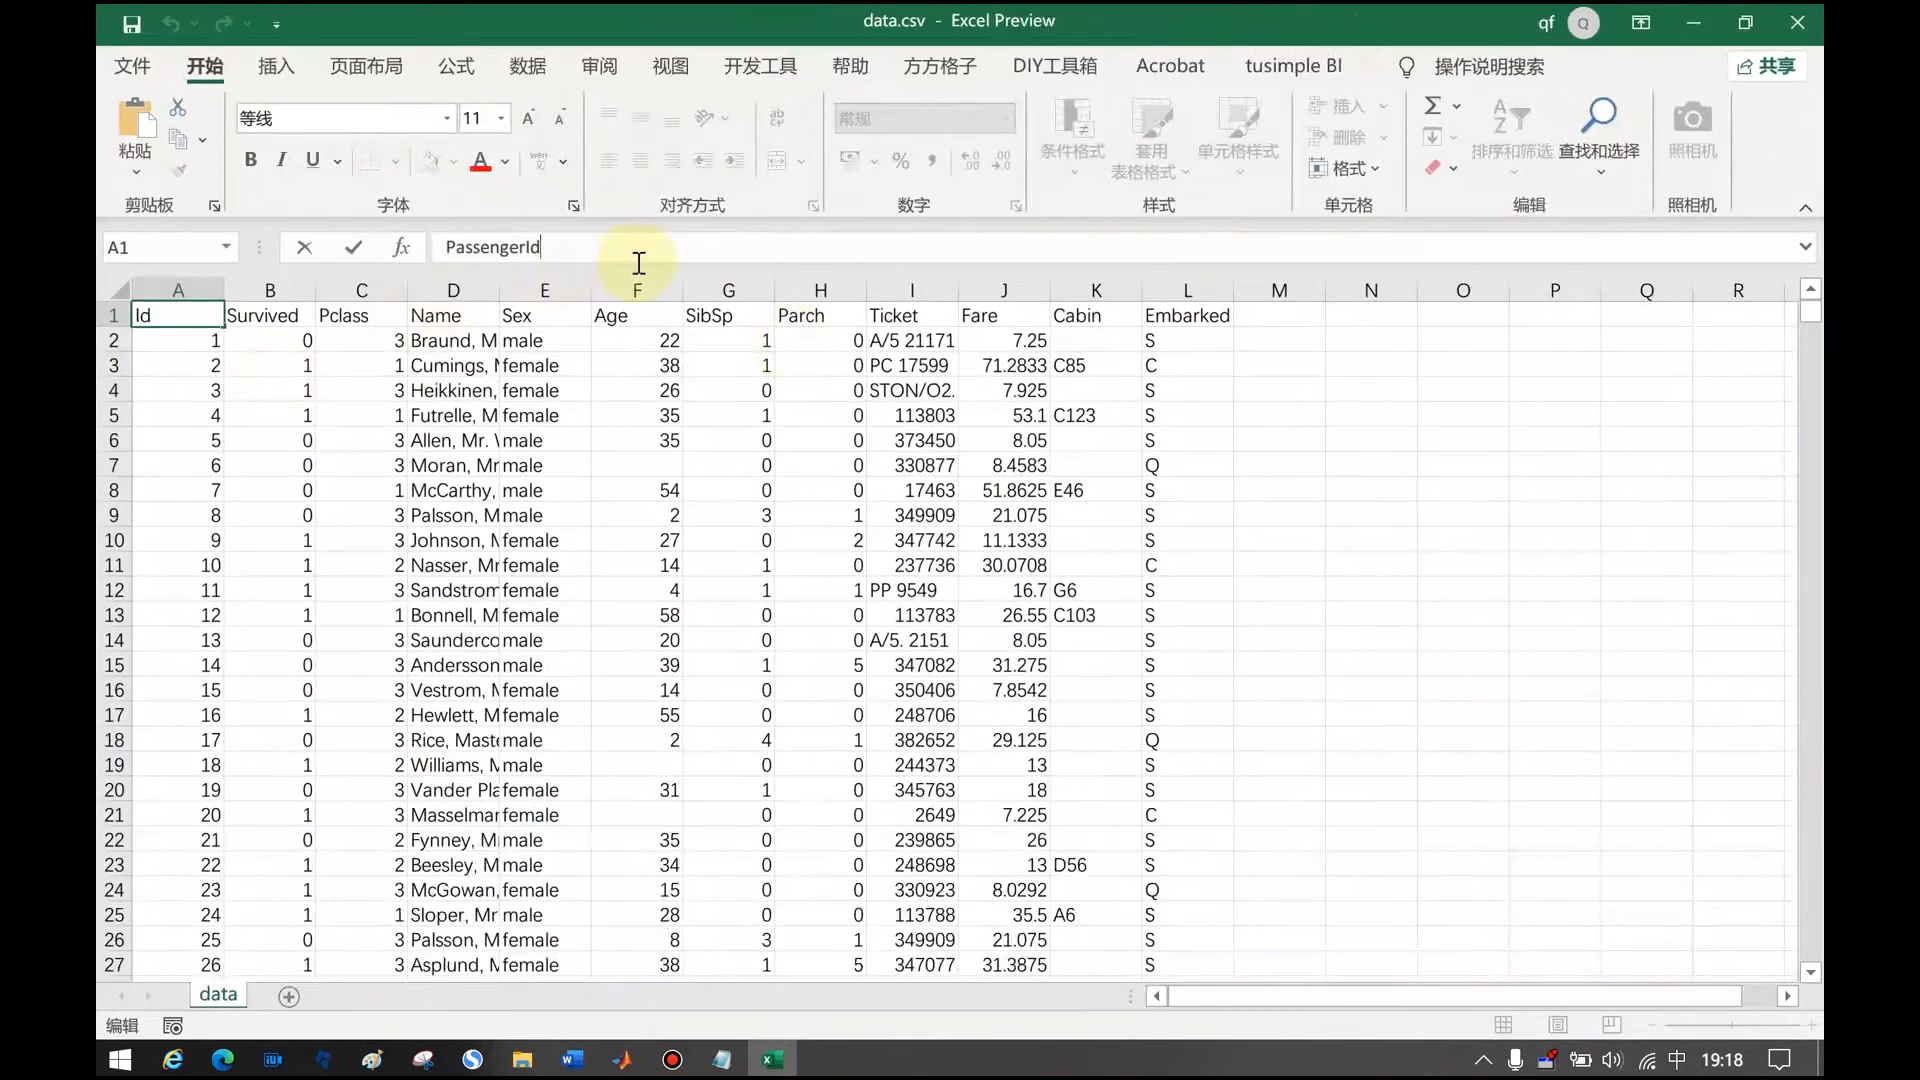 data.csv - Excel Preview
qf Q
文件 开始 插入 页面布局 公式 数据 审阅 视图 开发工具 帮助 方方格子 DIY工具箱 Acrobat tusimple BI 操作说明搜索 共享
粘贴
剪贴板
等线 11 A A
B I U A wén
字体
ab
对齐方式
常规
% , .00
数字
条件格式 套用 表格格式 单元格样式
样式
插入
删除
格式
单元格
Σ A Z 排序和筛选 查找和选择
编辑
照相机
照相机
A1 fx PassengerId
A B C D E F G H I J K L M N O P Q R
1 Id Survived Pclass Name Sex Age SibSp Parch Ticket Fare Cabin Embarked
2 1 0 3 Braund, M male 22 1 0 A/5 21171 7.25 S
3 2 1 1 Cumings, female 38 1 0 PC 17599 71.2833 C85 C
4 3 1 3 Heikkinen, female 26 0 0 STON/O2. 7.925 S
5 4 1 1 Futrelle, M female 35 1 0 113803 53.1 C123 S
6 5 0 3 Allen, Mr. male 35 0 0 373450 8.05 S
7 6 0 3 Moran, Mr male 0 0 330877 8.4583 Q
8 7 0 1 McCarthy, male 54 0 0 17463 51.8625 E46 S
9 8 0 3 Palsson, M male 2 3 1 349909 21.075 S
10 9 1 3 Johnson, female 27 0 2 347742 11.1333 S
11 10 1 2 Nasser, Mr female 14 1 0 237736 30.0708 C
12 11 1 3 Sandstrom female 4 1 1 PP 9549 16.7 G6 S
13 12 1 1 Bonnell, M female 58 0 0 113783 26.55 C103 S
14 13 0 3 Saunderco male 20 0 0 A/5. 2151 8.05 S
15 14 0 3 Andersson male 39 1 5 347082 31.275 S
16 15 0 3 Vestrom, female 14 0 0 350406 7.8542 S
17 16 1 2 Hewlett, M female 55 0 0 248706 16 S
18 17 0 3 Rice, Maste male 2 4 1 382652 29.125 Q
19 18 1 2 Williams, male 0 0 244373 13 S
20 19 0 3 Vander Pla female 31 1 0 345763 18 S
21 20 1 3 Masselmar female 0 0 2649 7.225 C
22 21 0 2 Fynney, M male 35 0 0 239865 26 S
23 22 1 2 Beesley, M male 34 0 0 248698 13 D56 S
24 23 1 3 McGowan, female 15 0 0 330923 8.0292 Q
25 24 1 1 Sloper, Mr male 28 0 0 113788 35.5 A6 S
26 25 0 3 Palsson, M female 8 3 1 349909 21.075 S
27 26 1 3 Asplund, female 38 1 5 347077 31.3875 S
data
编辑
中 19:18